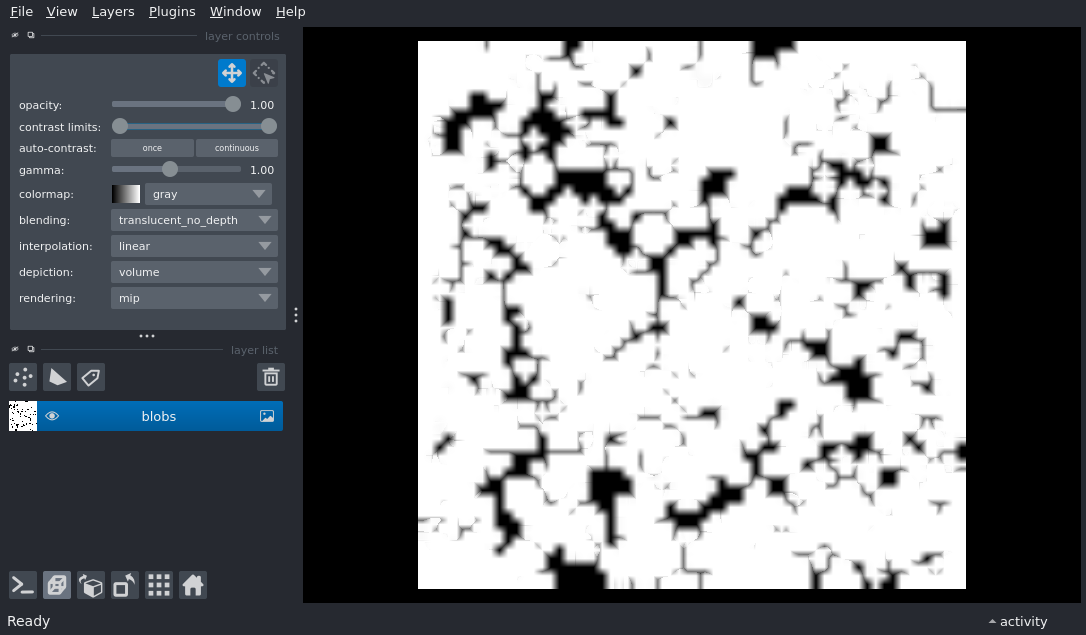 File View Layers Plugins Window Help
layer controls
opacity: 1.00
contrast limits:
auto-contrast: once continuous
gamma: 1.00
colormap: gray
blending: translucent_no_depth
interpolation: linear
depiction: volume
rendering: mip
layer list
blobs
Ready activity